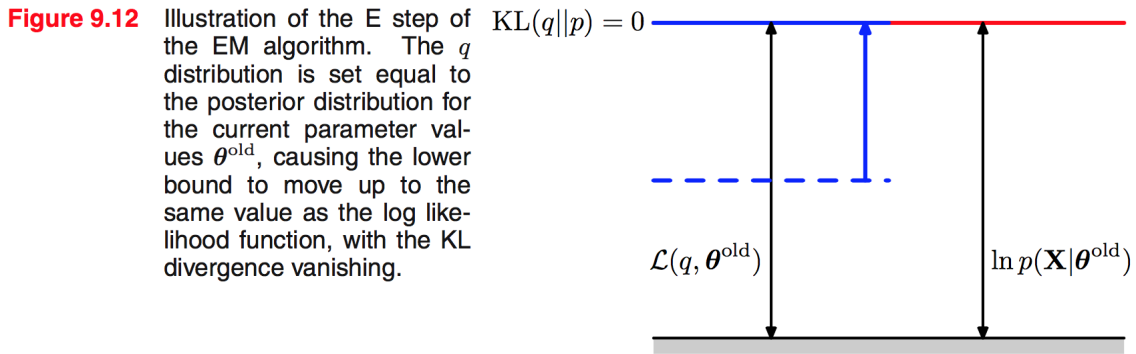 Figure 9.12 Illustration of the E step of
the EM algorithm. The q
distribution is set equal to
the posterior distribution for
the current parameter val-
ues θ^old, causing the lower
bound to move up to the
same value as the log like-
lihood function, with the KL
divergence vanishing.
KL(q||p) = 0
ℒ(q, θ^old)
ln p(X|θ^old)